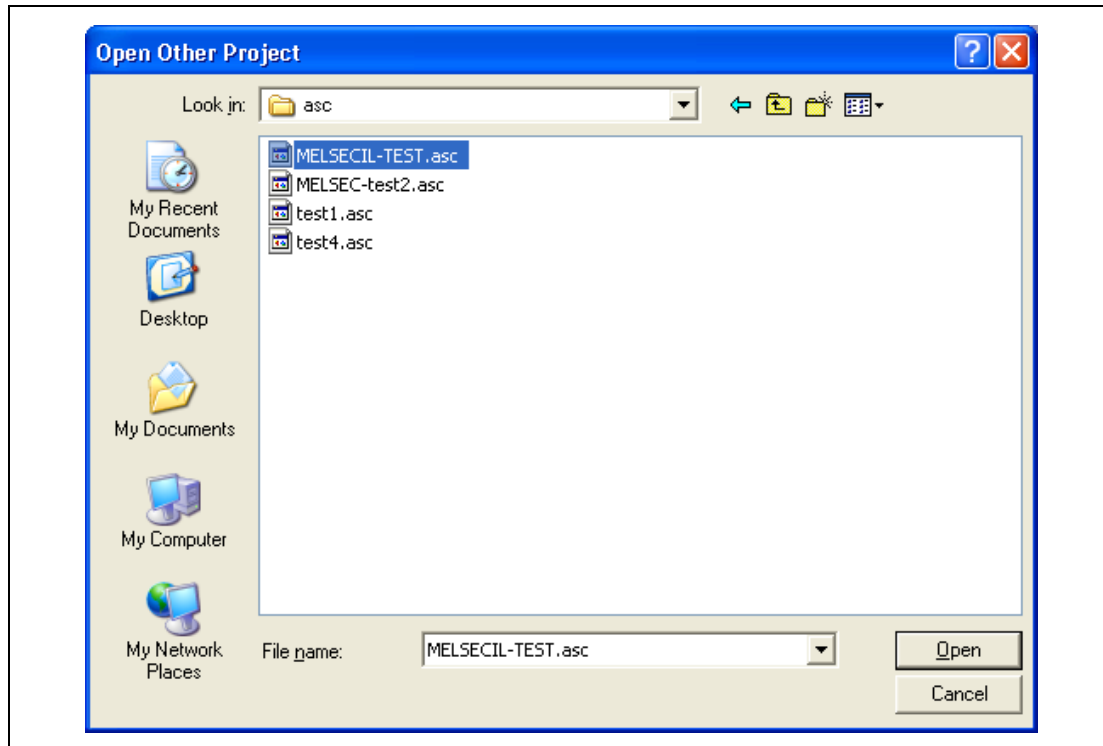 Open Other Project
Look in:
asc
MELSECIL-TEST.asc
MELSEC-test2.asc
test1.asc
test4.asc
My Recent
Documents
Desktop
My Documents
My Computer
My Network
Places
File name:
MELSECIL-TEST.asc
Open
Cancel